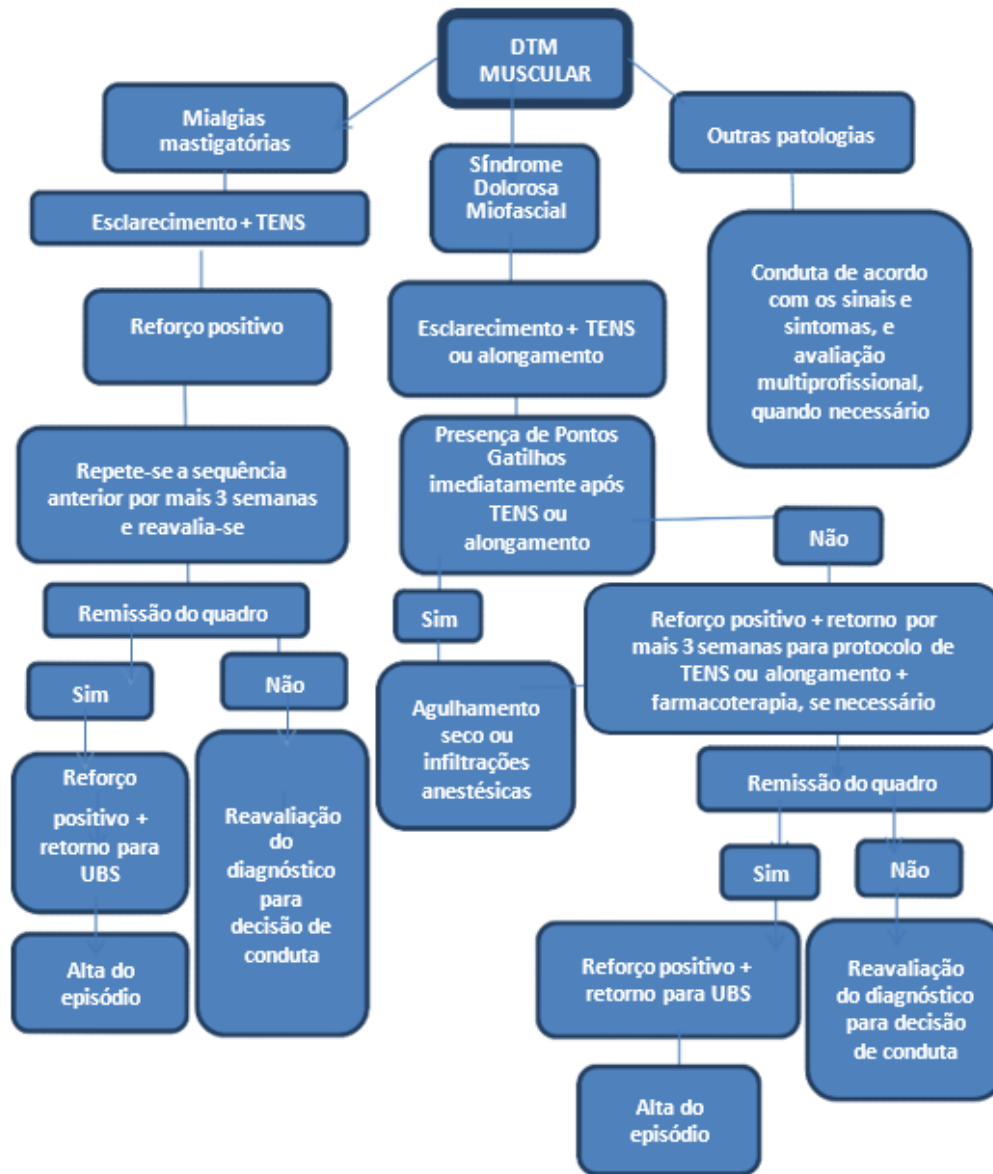 DTM
MUSCULAR
Mialgias
mastigatórias
Esclarecimento + TENS
Reforço positivo
Repete-se a sequência
anterior por mais 3 semanas
e reavalia-se
Remissão do quadro
Sim
Não
Reforço
positivo +
retorno para
UBS
Alta do
episódio
Reavaliação
do
diagnóstico
para
decisão de
conduta
Síndrome
Dolorosa
Miofascial
Esclarecimento + TENS
ou alongamento
Presença de Pontos
Gatilhos
imediatamente após
TENS ou
alongamento
Sim
Não
Agulhamento
seco ou
infiltrações
anestésicas
Reforço positivo + retorno por
mais 3 semanas para protocolo de
TENS ou alongamento +
farmacoterapia, se necessário
Remissão do quadro
Sim
Não
Reforço positivo +
retorno para UBS
Alta do
episódio
Reavaliação
do diagnóstico
para decisão
de conduta
Outras patologias
Conduta de acordo
com os sinais e
sintomas, e
avaliação
multiprofissional,
quando necessário